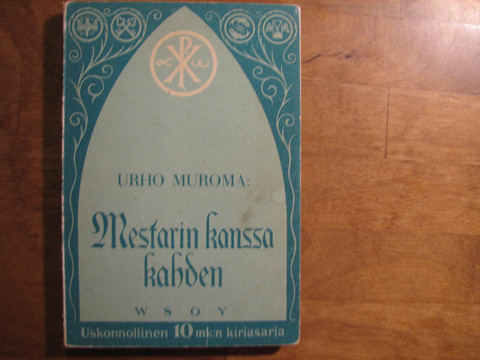 URHO MUROMA:
Mestarin kanssa
kahden
WSOY
Uskonnollinen 10 mk:n kirjasarja